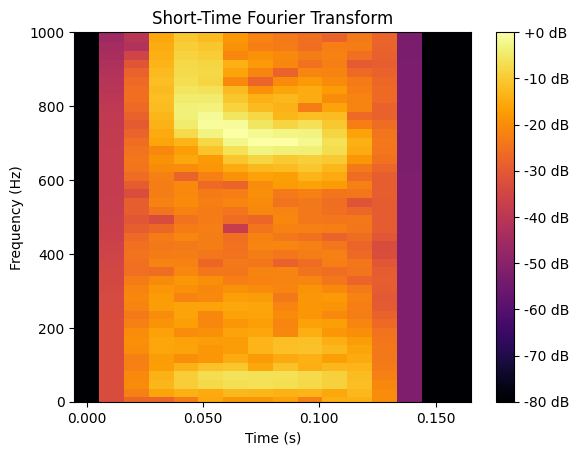 Short-Time Fourier Transform
1000
800
600
400
200
0
Frequency (Hz)
0.000
0.050
0.100
0.150
Time (s)
+0 dB
-10 dB
-20 dB
-30 dB
-40 dB
-50 dB
-60 dB
-70 dB
-80 dB